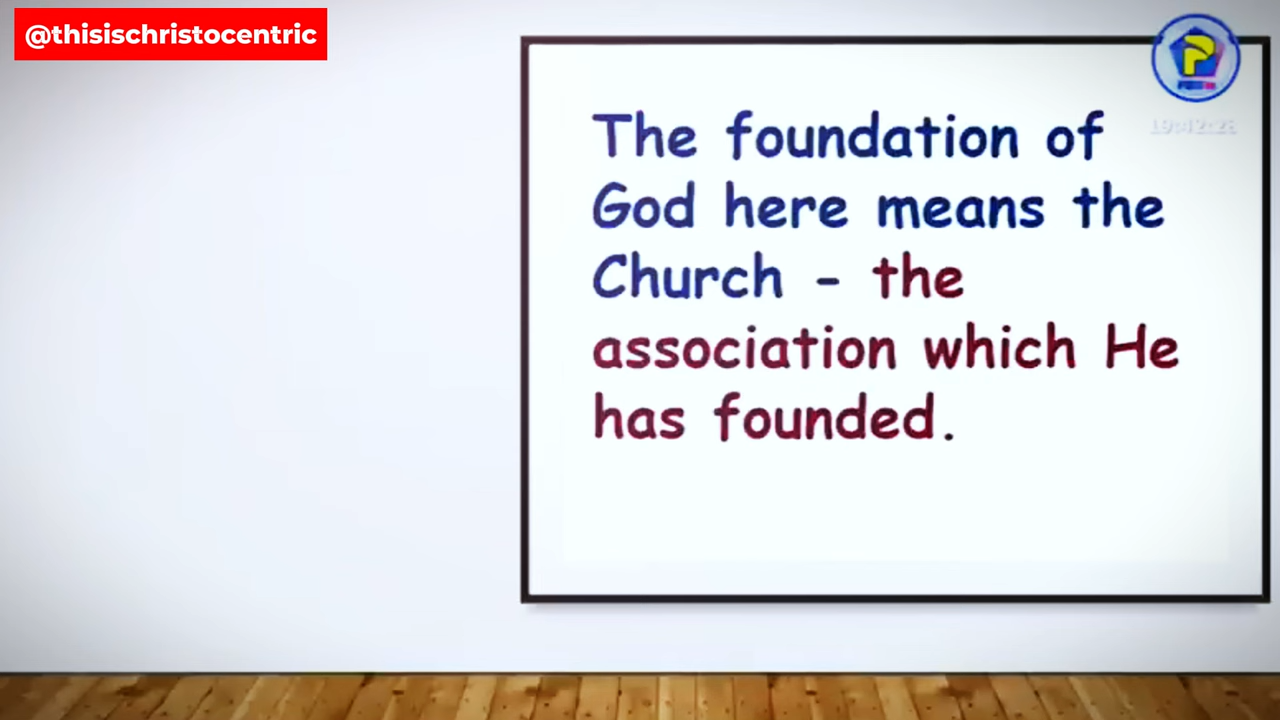 @thisischristocentric
The foundation of
God here means the
Church - the
association which He
has founded.